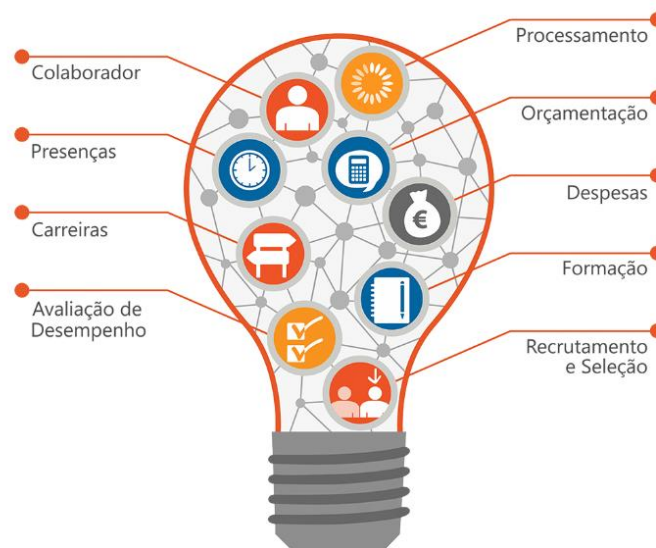 Colaborador
Presenças
Carreiras
Avaliação de
Desempenho
Processamento
Orçamentação
Despesas
Formação
Recrutamento
e Seleção
€